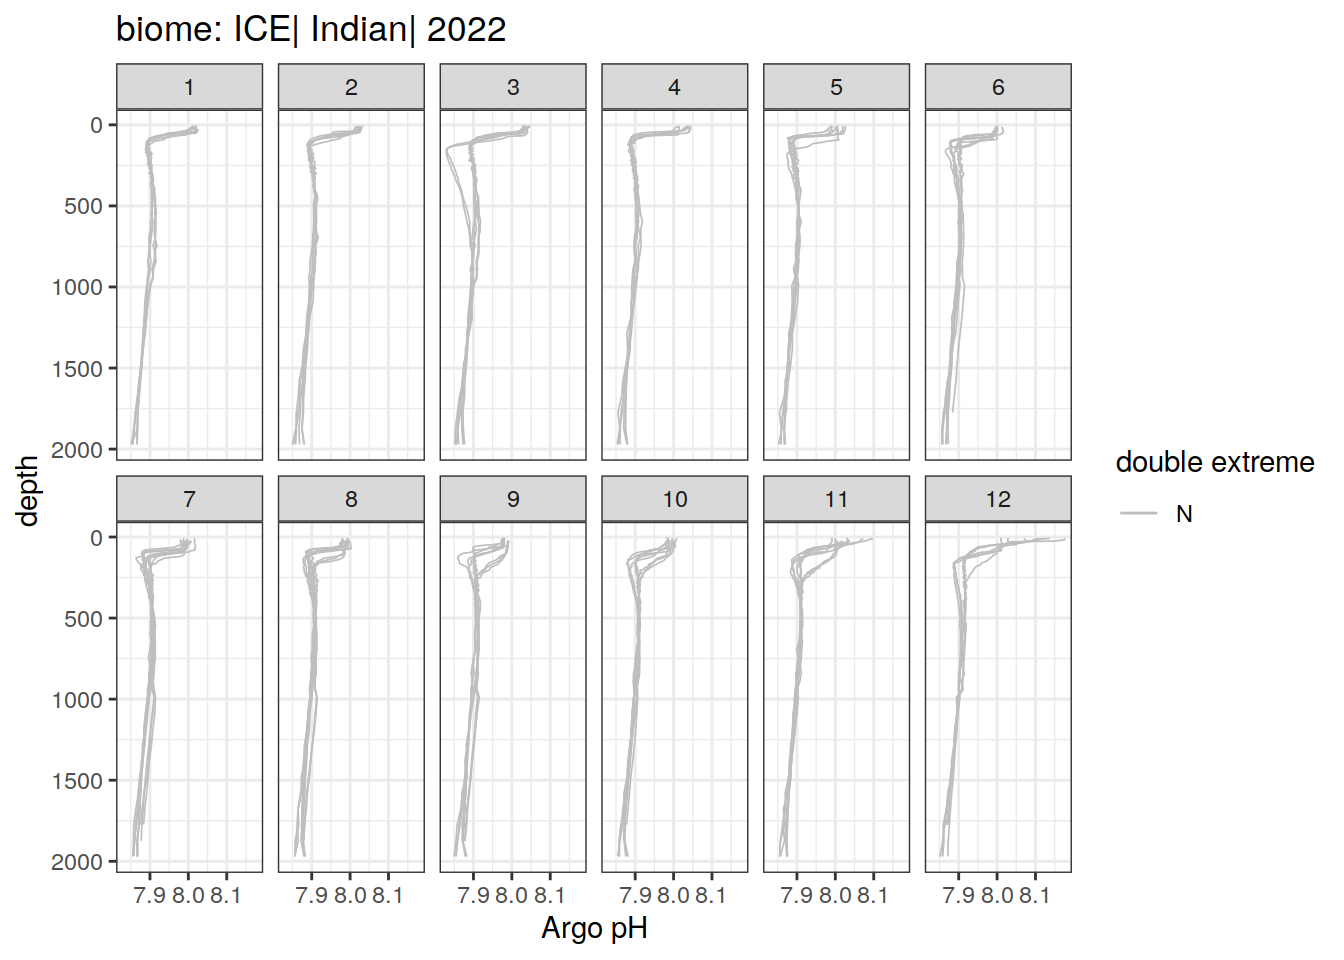 biome: ICE| Indian| 2022
1 2 3 4 5 6
0
500
1000
1500
2000
7 8 9 10 11 12
0
500
1000
1500
2000
7.9 8.0 8.1 7.9 8.0 8.1 7.9 8.0 8.1 7.9 8.0 8.1 7.9 8.0 8.1 7.9 8.0 8.1
Argo pH
depth
double extreme
N